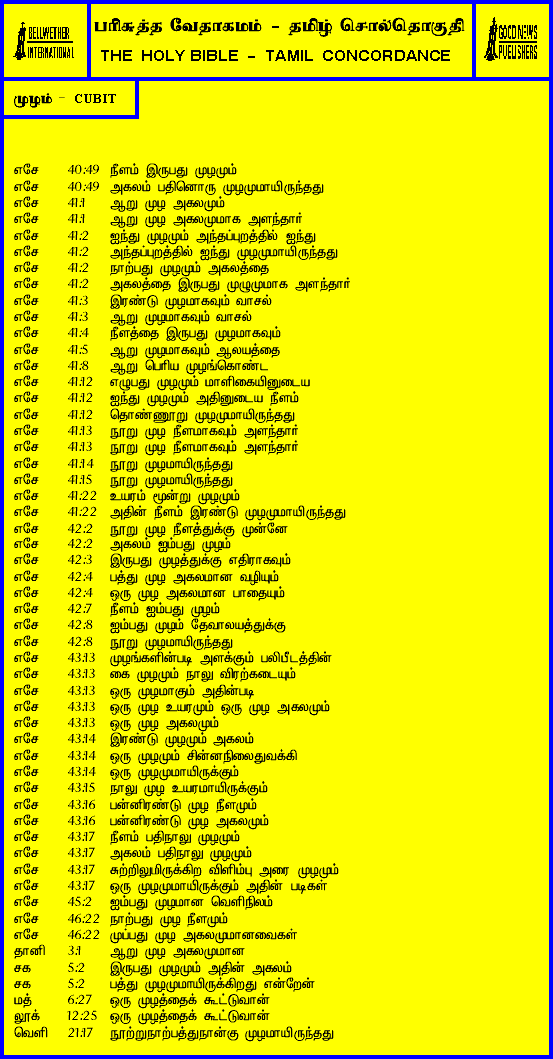 BELLWETHER
INTERNATIONAL
பரிசுத்த வேதாகமம் - தமிழ் சொல்தொகுதி
THE HOLY BIBLE - TAMIL CONCORDANCE
GOOD NEWS
PUBLISHERS
முழம் - CUBIT
எசே 40:49 நீளம் இருபது முழமும்
எசே 40:49 அகலம் பதினொரு முழமுமாயிருந்தது
எசே 41:1 ஆறு முழ அகலமும்
எசே 41:1 ஆறு முழ அகலமுமாக அளந்தார்
எசே 41:2 ஐந்து முழமும் அந்தப்புறத்தில் ஐந்து
எசே 41:2 அந்தப்புறத்தில் ஐந்து முழமுமாயிருந்தது
எசே 41:2 நாற்பது முழமும் அகலத்தை
எசே 41:2 அகலத்தை இருபது முழுமுமாக அளந்தார்
எசே 41:3 இரண்டு முழமாகவும் வாசல்
எசே 41:3 ஆறு முழமாகவும் வாசல்
எசே 41:4 நீளத்தை இருபது முழமாகவும்
எசே 41:5 ஆறு முழமாகவும் ஆலயத்தை
எசே 41:8 ஆறு பெரிய முழங்கொண்ட
எசே 41:12 எழுபது முழமும் மாளிகையினுடைய
எசே 41:12 ஐந்து முழமும் அதினுடைய நீளம்
எசே 41:12 தொண்ணூறு முழமுமாயிருந்தது
எசே 41:13 நூறு முழ நீளமாகவும் அளந்தார்
எசே 41:13 நூறு முழ நீளமாகவும் அளந்தார்
எசே 41:14 நூறு முழமாயிருந்தது
எசே 41:15 நூறு முழமாயிருந்தது
எசே 41:22 உயரம் மூன்று முழமும்
எசே 41:22 அதின் நீளம் இரண்டு முழமுமாயிருந்தது
எசே 42:2 நூறு முழ நீளத்துக்கு முன்னே
எசே 42:2 அகலம் ஐம்பது முழம்
எசே 42:3 இருபது முழத்துக்கு எதிராகவும்
எசே 42:4 பத்து முழ அகலமான வழியும்
எசே 42:4 ஒரு முழ அகலமான பாதையும்
எசே 42:7 நீளம் ஐம்பது முழம்
எசே 42:8 ஐம்பது முழம் தேவாலயத்துக்கு
எசே 42:8 நூறு முழமாயிருந்தது
எசே 43:13 முழங்களின்படி அளக்கும் பலிபீடத்தின்
எசே 43:13 கை முழமும் நாலு விரற்கடையும்
எசே 43:13 ஒரு முழமாகும் அதின்படி
எசே 43:13 ஒரு முழ உயரமும் ஒரு முழ அகலமும்
எசே 43:13 ஒரு முழ அகலமும்
எசே 43:14 இரண்டு முழமும் அகலம்
எசே 43:14 ஒரு முழமும் சின்னநிலைதுவக்கி
எசே 43:14 ஒரு முழமுமாயிருக்கும்
எசே 43:15 நாலு முழ உயரமாயிருக்கும்
எசே 43:16 பன்னிரண்டு முழ நீளமும்
எசே 43:16 பன்னிரண்டு முழ அகலமும்
எசே 43:17 நீளம் பதிநாலு முழமும்
எசே 43:17 அகலம் பதிநாலு முழமும்
எசே 43:17 சுற்றிலுமிருக்கிற விளிம்பு அரை முழமும்
எசே 43:17 ஒரு முழமுமாயிருக்கும் அதின் படிகள்
எசே 45:2 ஐம்பது முழமான வெளிநிலம்
எசே 46:22 நாற்பது முழ நீளமும்
எசே 46:22 முப்பது முழ அகலமுமானவைகள்
தானி 3:1 ஆறு முழ அகலமுமான
சக 5:2 இருபது முழமும் அதின் அகலம்
சக 5:2 பத்து முழமுமாயிருக்கிறது என்றேன்
மத் 6:27 ஒரு முழத்தைக் கூட்டுவான்
லூக் 12:25 ஒரு முழத்தைக் கூட்டுவான்
வெளி 21:17 நூற்றுநாற்பத்துநான்கு முழமாயிருந்தது